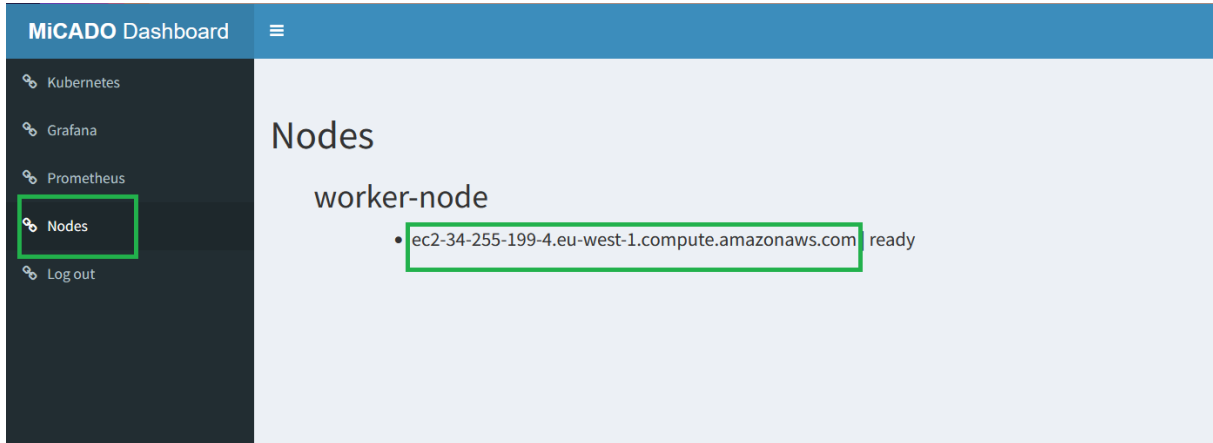 MiCADO Dashboard
Kubernetes
Grafana
Prometheus
Nodes
Log out
Nodes
worker-node
• ec2-34-255-199-4.eu-west-1.compute.amazonaws.com | ready